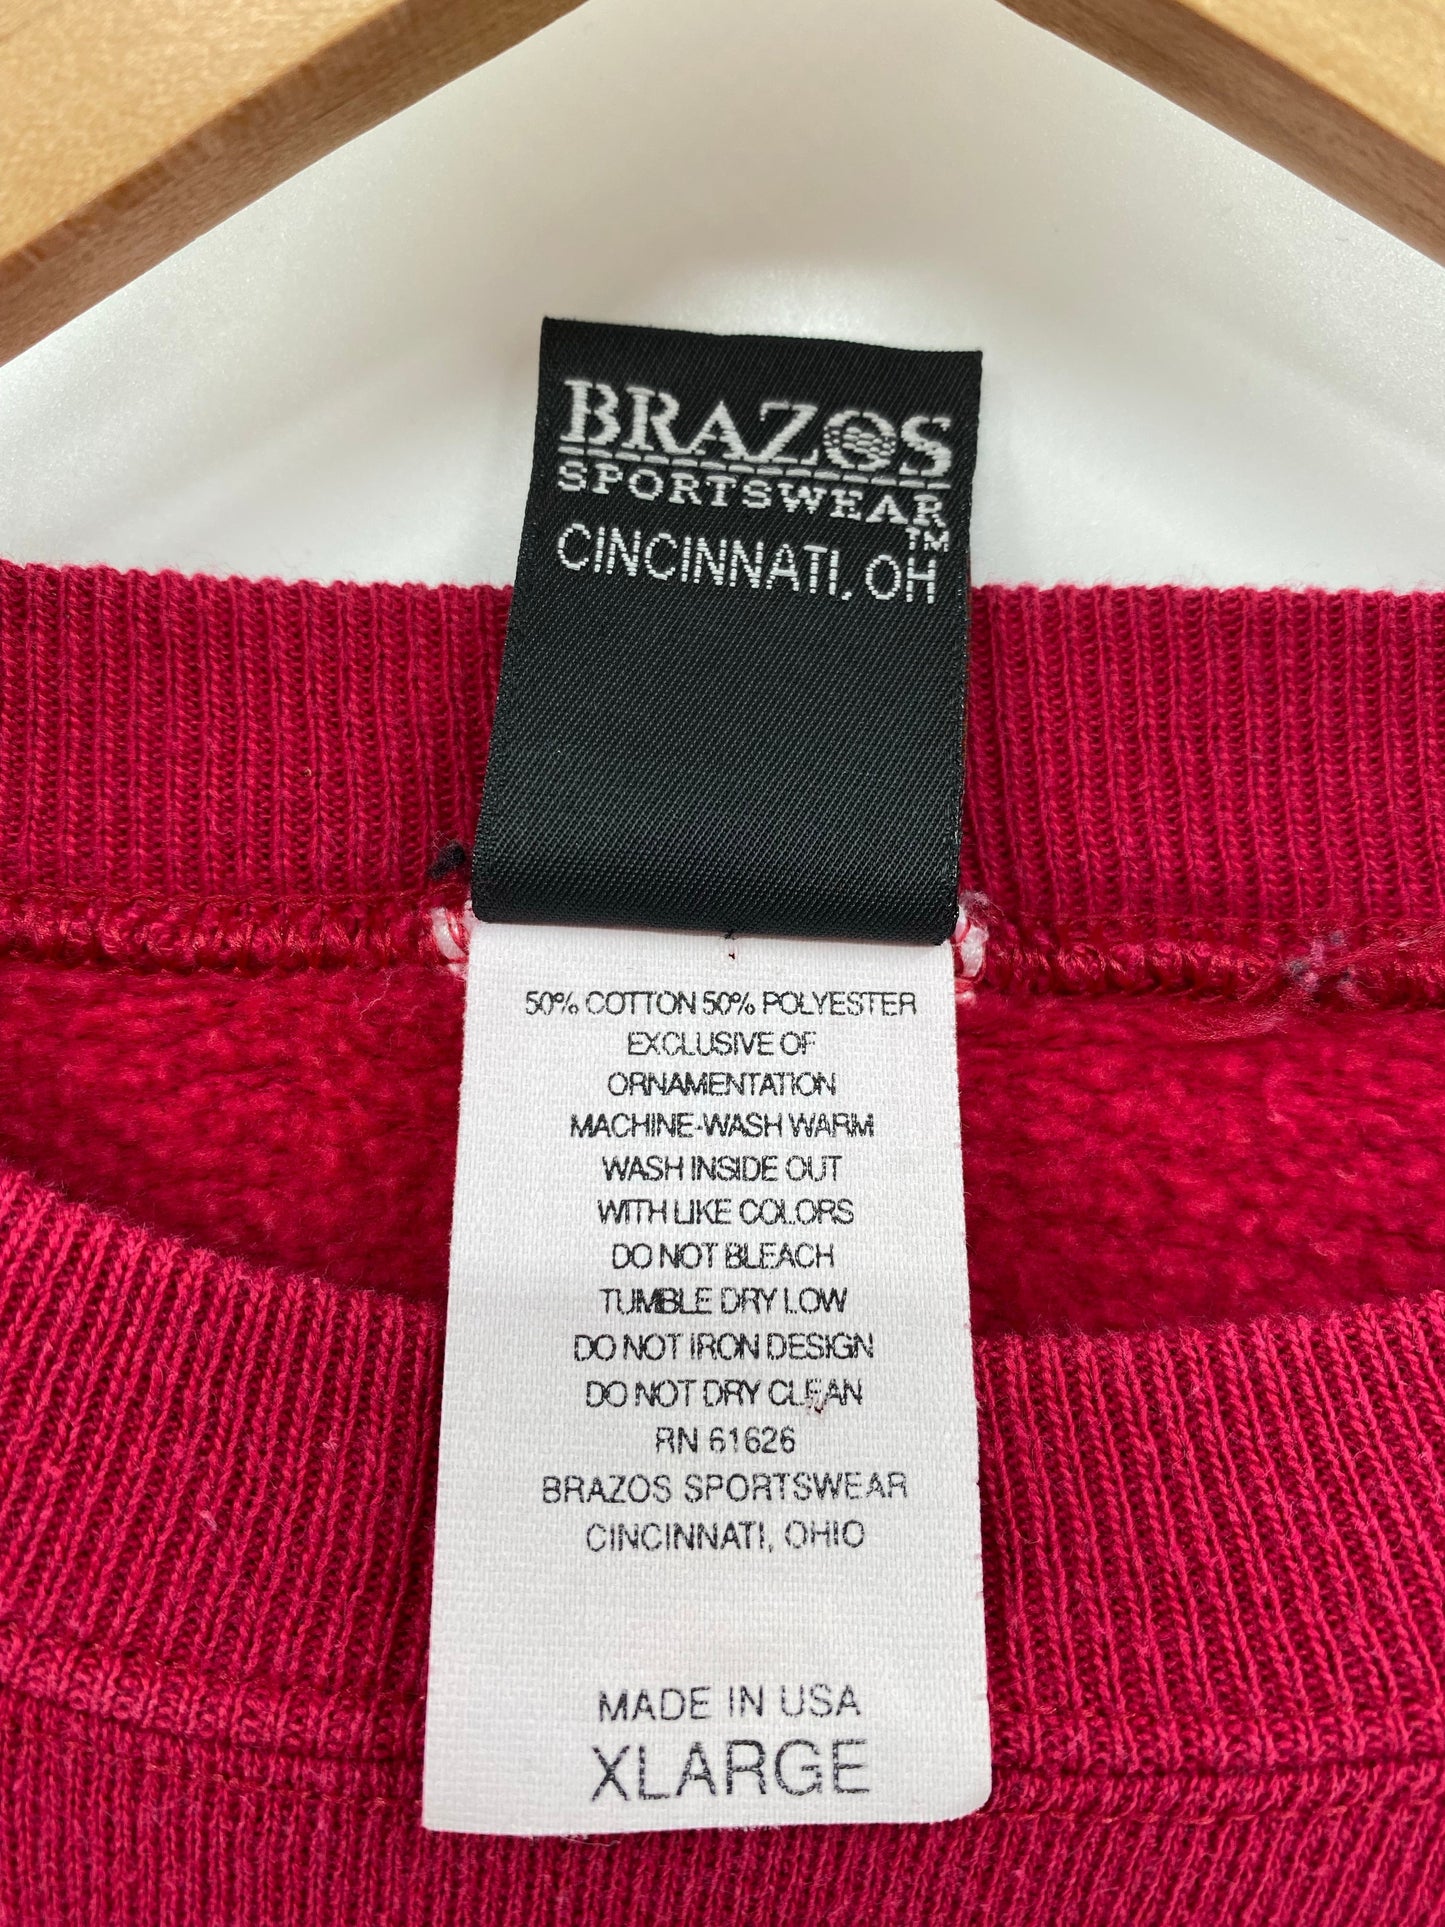 BRAZOS
SPORTSWEAR™
CINCINNATI, OH
50% COTTON 50% POLYESTER
EXCLUSIVE OF
ORNAMENTATION
MACHINE-WASH WARM
WASH INSIDE OUT
WITH LIKE COLORS
DO NOT BLEACH
TUMBLE DRY LOW
DO NOT IRON DESIGN
DO NOT DRY CLEAN
RN 61626
BRAZOS SPORTSWEAR
CINCINNATI, OHIO
MADE IN USA
XLARGE